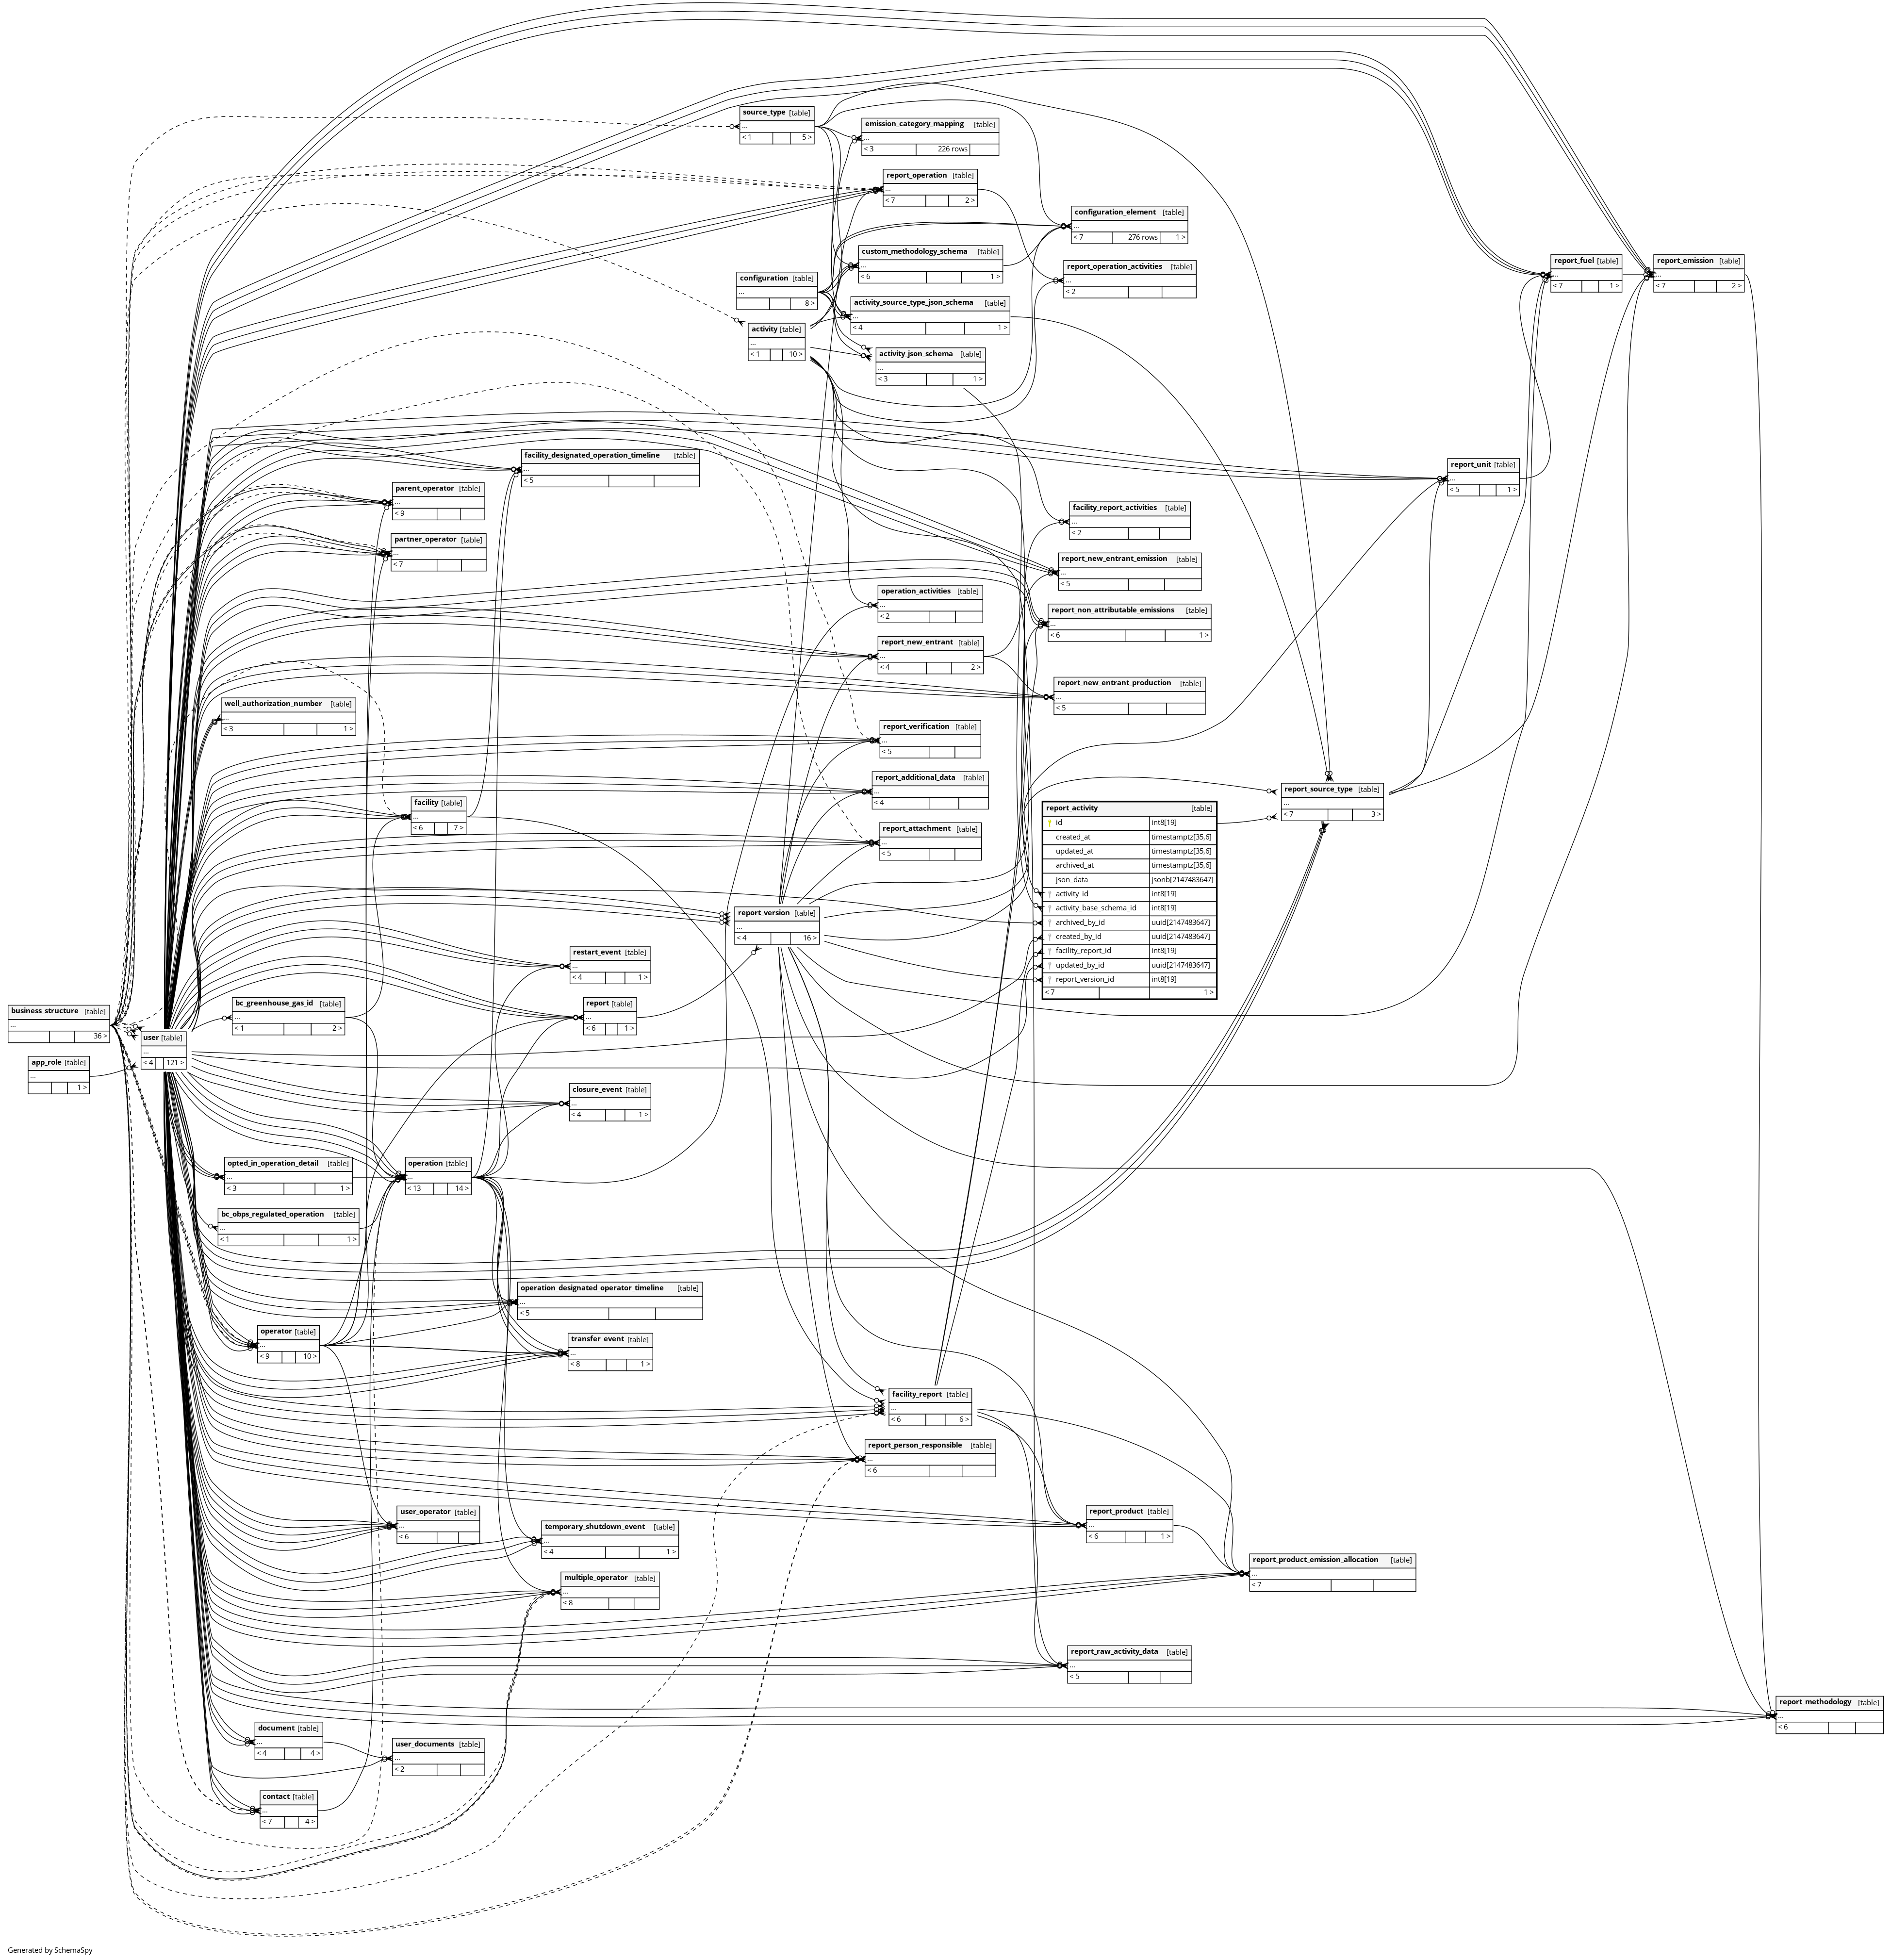 source_type [table]
...
< 1 5 >
emission_category_mapping [table]
...
< 3 226 rows
report_operation [table]
...
< 7 2 >
configuration_element [table]
...
< 7 276 rows 1 >
custom_methodology_schema [table]
...
< 6 1 >
report_operation_activities [table]
...
< 2
report_fuel [table]
...
< 7 1 >
report_emission [table]
...
< 7 2 >
configuration [table]
...
8 >
activity_source_type_json_schema [table]
...
< 4 1 >
activity [table]
...
< 1 10 >
activity_json_schema [table]
...
< 3 1 >
facility_designated_operation_timeline [table]
...
< 5
report_unit [table]
...
< 5 1 >
parent_operator [table]
...
< 9
facility_report_activities [table]
...
< 2
partner_operator [table]
...
< 7
report_new_entrant_emission [table]
...
< 5
operation_activities [table]
...
< 2
report_non_attributable_emissions [table]
...
< 6 1 >
report_new_entrant [table]
...
< 4 2 >
report_new_entrant_production [table]
...
< 5
well_authorization_number [table]
...
< 3 1 >
report_verification [table]
...
< 5
report_additional_data [table]
...
< 4
report_source_type [table]
...
< 7 3 >
facility [table]
...
< 6 7 >
report_attachment [table]
...
< 5
report_activity [table]
id int8[19]
created_at timestamptz[35,6]
updated_at timestamptz[35,6]
archived_at timestamptz[35,6]
json_data jsonb[2147483647]
activity_id int8[19]
activity_base_schema_id int8[19]
archived_by_id uuid[2147483647]
created_by_id uuid[2147483647]
facility_report_id int8[19]
updated_by_id uuid[2147483647]
report_version_id int8[19]
< 7 1 >
report_version [table]
...
< 4 16 >
restart_event [table]
...
< 4 1 >
business_structure [table]
...
36 >
bc_greenhouse_gas_id [table]
...
< 1 2 >
report [table]
...
< 6 1 >
user [table]
...
< 4 121 >
app_role [table]
...
1 >
closure_event [table]
...
< 4 1 >
opted_in_operation_detail [table]
...
< 3 1 >
operation [table]
...
< 13 14 >
bc_obps_regulated_operation [table]
...
< 1 1 >
operation_designated_operator_timeline [table]
...
< 5
operator [table]
...
< 9 10 >
transfer_event [table]
...
< 8 1 >
facility_report [table]
...
< 6 6 >
report_person_responsible [table]
...
< 6
user_operator [table]
...
< 6
report_product [table]
...
< 6 1 >
temporary_shutdown_event [table]
...
< 4 1 >
report_product_emission_allocation [table]
...
< 7
multiple_operator [table]
...
< 8
report_raw_activity_data [table]
...
< 5
report_methodology [table]
...
< 6
document [table]
...
< 4 4 >
user_documents [table]
...
< 2
contact [table]
...
< 7 4 >
Generated by SchemaSpy